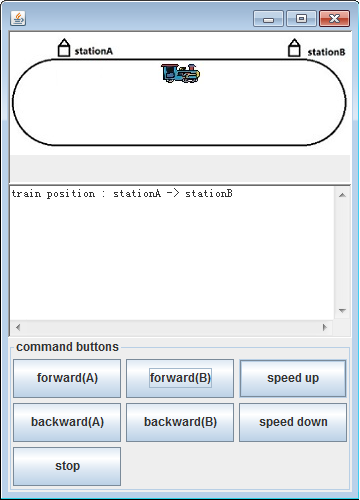 stationA
stationB
train position : stationA -> stationB
command buttons
forward(A)
forward(B)
speed up
backward(A)
backward(B)
speed down
stop